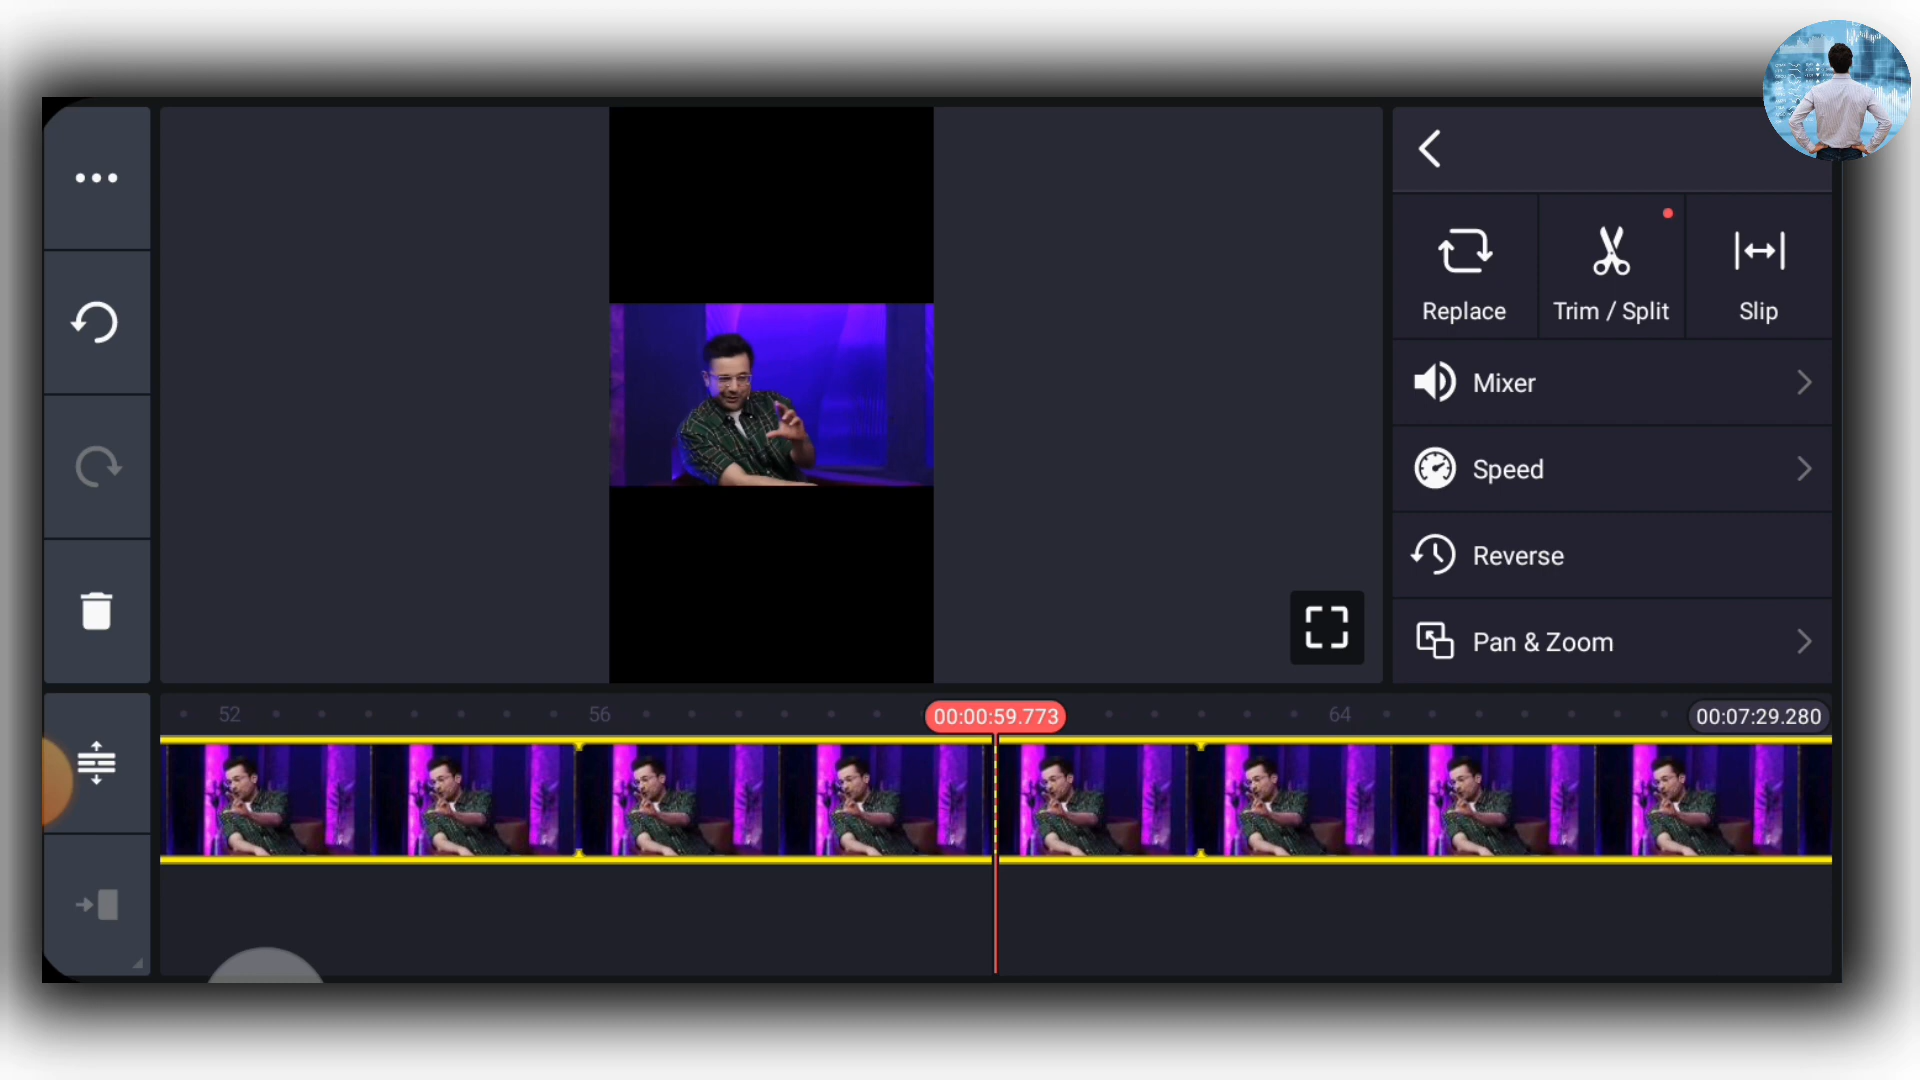 Replace
Trim / Split
Slip
Mixer
Speed
Reverse
Pan & Zoom
52
56
00:00:59.773
64
00:07:29.280